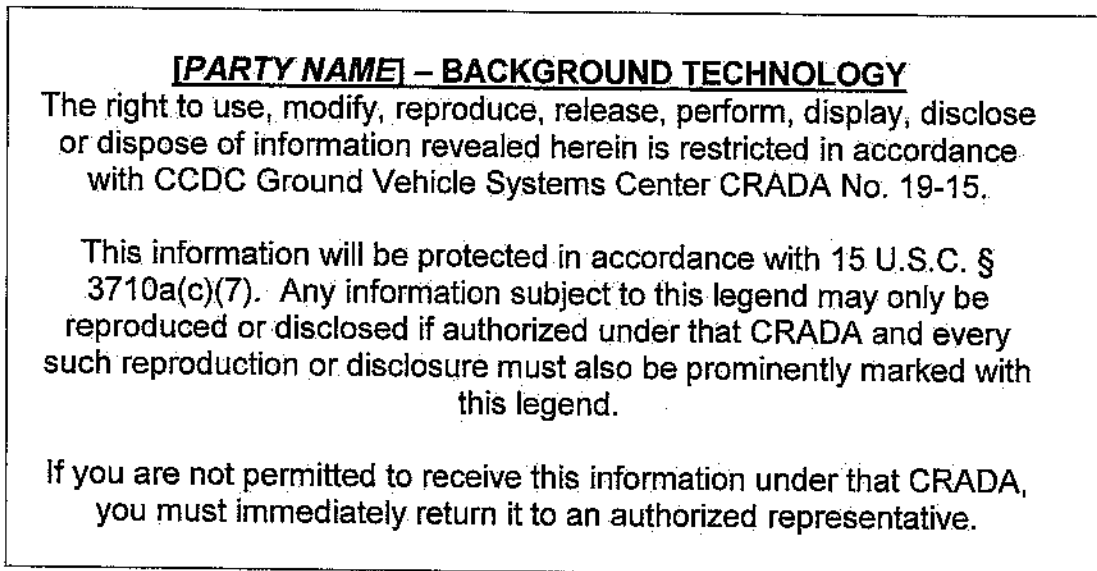 [PARTY NAME] – BACKGROUND TECHNOLOGY
The right to use, modify, reproduce, release, perform, display, disclose
or dispose of information revealed herein is restricted in accordance
with CCDC Ground Vehicle Systems Center CRADA No. 19-15.
This information will be protected in accordance with 15 U.S.C. §
3710a(c)(7). Any information subject to this legend may only be
reproduced or disclosed if authorized under that CRADA and every
such reproduction or disclosure must also be prominently marked with
this legend.
If you are not permitted to receive this information under that CRADA,
you must immediately return it to an authorized representative.